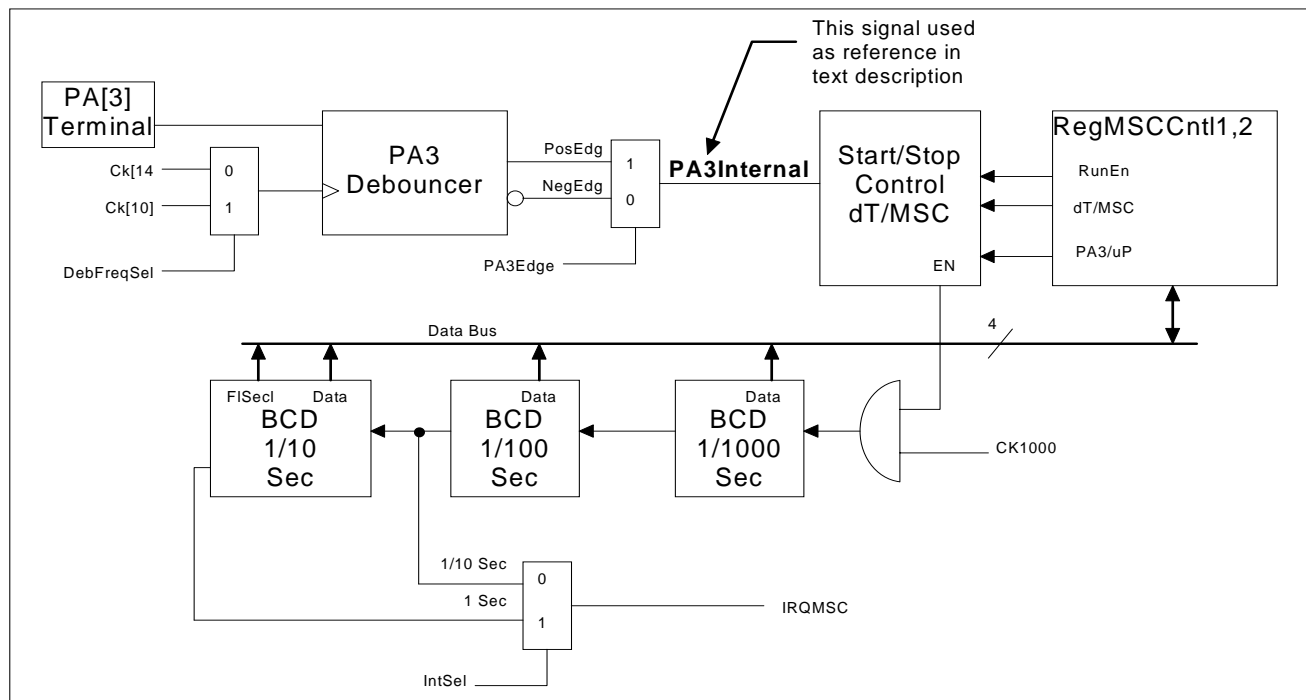 This signal used
as reference in
text description
PA[3]
Terminal
Ck[14
Ck[10]
0
1
DebFreqSel
PA3
Debouncer
PosEdg
NegEdg
1
0
PA3Edge
PA3Internal
Start/Stop
Control
dT/MSC
EN
RegMSCCntl1,2
RunEn
dT/MSC
PA3/uP
Data Bus
4
FlSecl Data
BCD
1/10
Sec
Data
BCD
1/100
Sec
Data
BCD
1/1000
Sec
CK1000
1/10 Sec
1 Sec
0
1
IRQMSC
IntSel